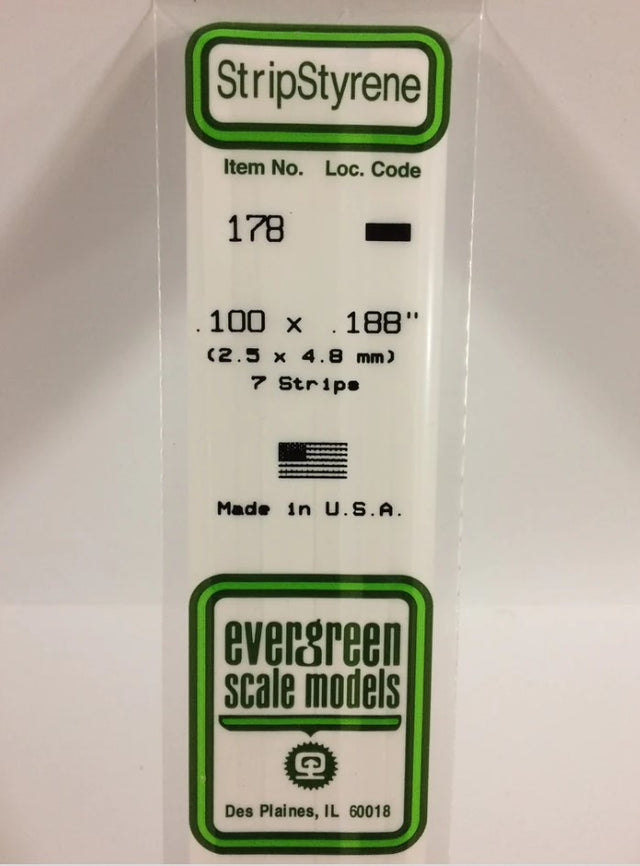 StripStyrene
Item No. Loc. Code
178
.100 x .188"
(2.5 x 4.8 mm)
7 Strips
Made in U.S.A.
evergreen
scale models
Des Plaines, IL 60018